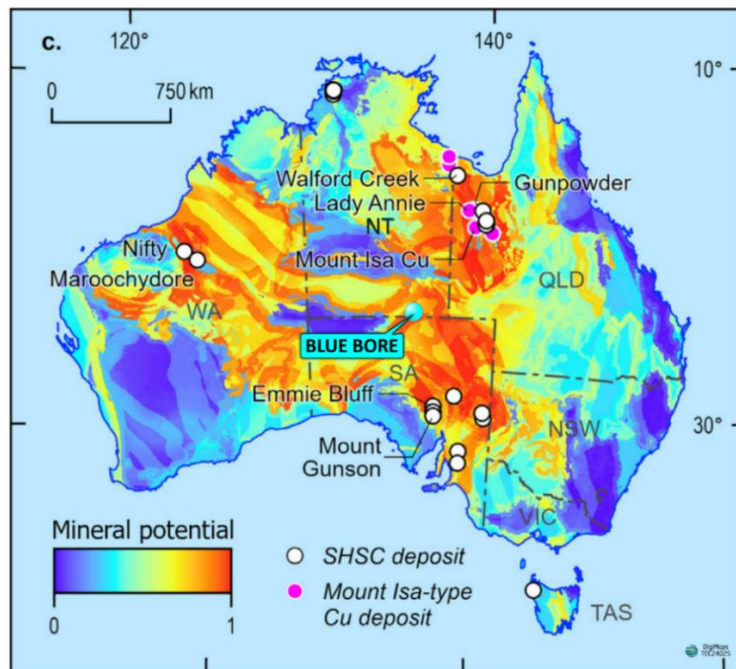 120°
140°
c.
10°
0 750 km
Walford Creek
Gunpowder
Lady Annie
NT
Nifty
Mount Isa Cu
QLD
Maroochydore
WA
BLUE BORE
SA
Emmie Bluff
NSW
30°
Mount
Gunson
VIC
Mineral potential
SHSC deposit
Mount Isa-type
Cu deposit
0 1
TAS
DigMaps